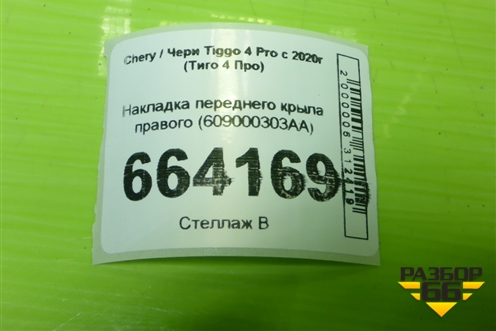 Chery / Чери Tiggo 4 Pro с 2020г
(Тиго 4 Про)
Накладка переднего крыла
правого (609000303AA)
664169
Стеллаж В
РАЗБОР
66